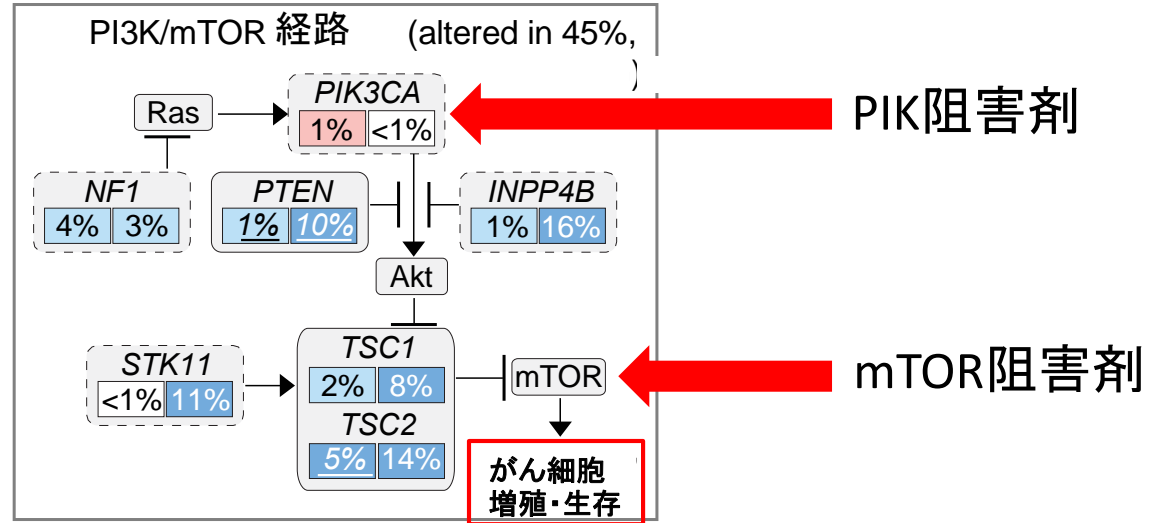 PI3K/mTOR 経路 (altered in 45%,
)
PIK3CA
Ras
1% <1%
PIK阻害剤
NF1
4% 3%
PTEN
1% 10%
INPP4B
1% 16%
Akt
STK11
<1% 11%
TSC1
2% 8%
TSC2
5% 14%
mTOR
mTOR阻害剤
がん細胞
増殖・生存